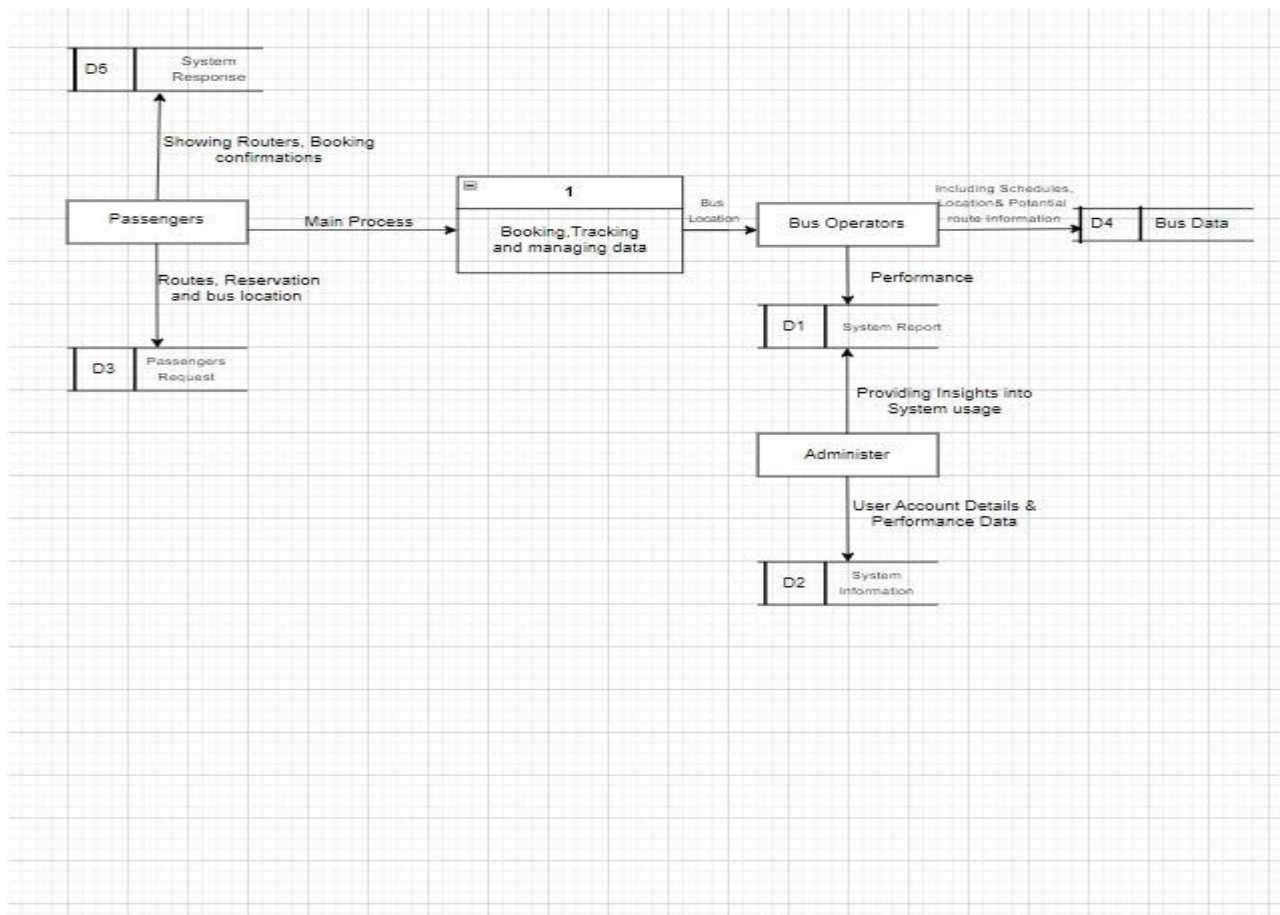 D5
System
Response
Showing Routers, Booking
confirmations
Passengers
Main Process
1
Booking,Tracking
and managing data
Bus
Location
Bus Operators
Including Schedules,
Location& Potential
route Information
D4
Bus Data
Routes, Reservation
and bus location
Performance
D1
System Report
D3
Passengers
Request
Providing Insights into
System usage
Administer
User Account Details &
Performance Data
D2
System
Information